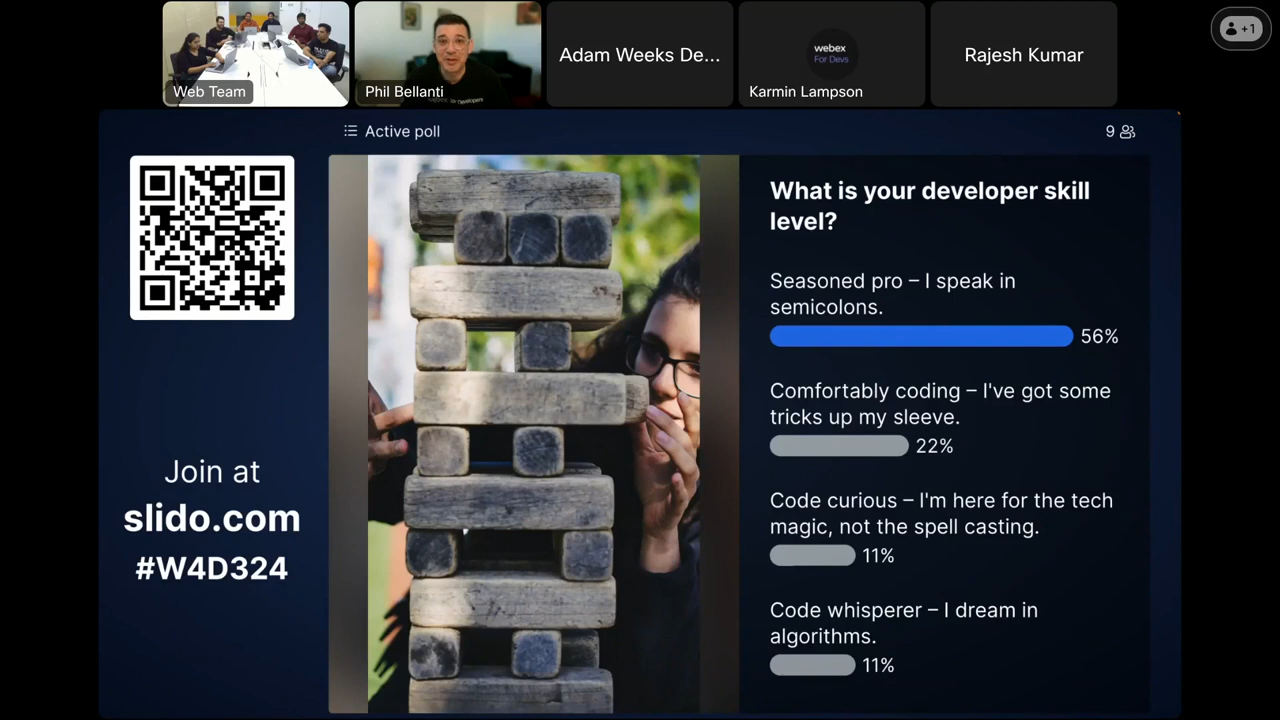 Web Team
Phil Bellanti
Adam Weeks De...
webex
For Devs
Karmin Lampson
Rajesh Kumar
+1
Active poll
9
Join at
slido.com
#W4D324
What is your developer skill
level?
Seasoned pro – I speak in
semicolons.
56%
Comfortably coding – I've got some
tricks up my sleeve.
22%
Code curious – I'm here for the tech
magic, not the spell casting.
11%
Code whisperer – I dream in
algorithms.
11%